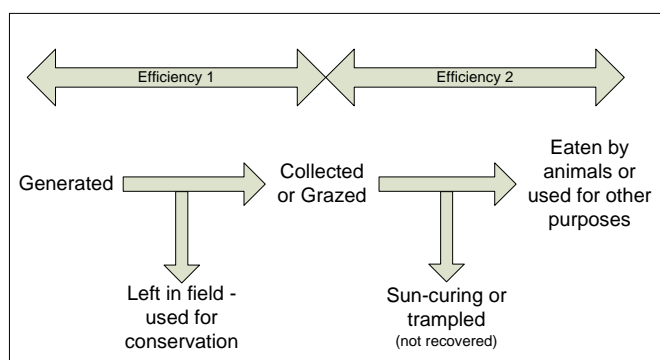 Efficiency 1
Efficiency 2
Generated
Collected
or Grazed
Eaten by
animals or
used for other
purposes
Left in field -
used for
conservation
Sun-curing or
trampled
(not recovered)